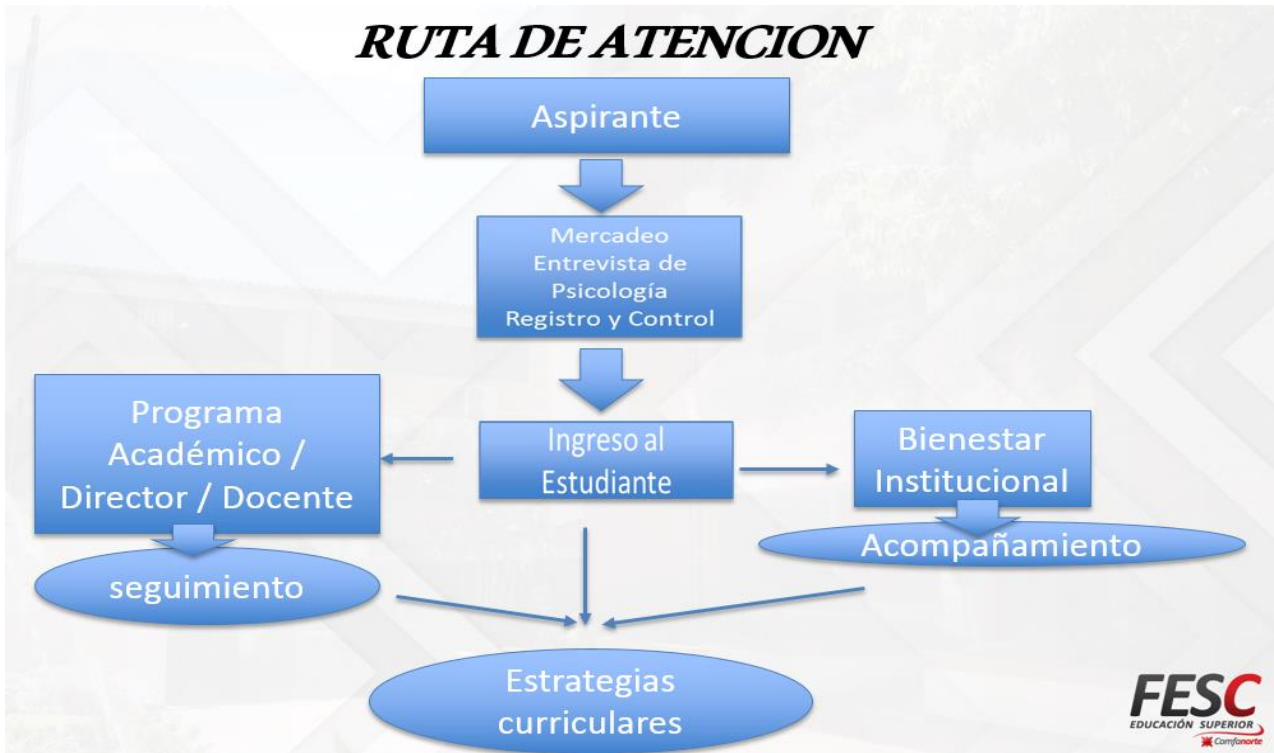 RUTA DE ATENCION
Aspirante
Mercadeo
Entrevista de
Psicología
Registro y Control
Programa
Académico /
Director / Docente
Ingreso al
Estudiante
Bienestar
Institucional
seguimiento
Acompañamiento
Estrategias
curriculares
FESC
EDUCACIÓN SUPERIOR
Comfanorte